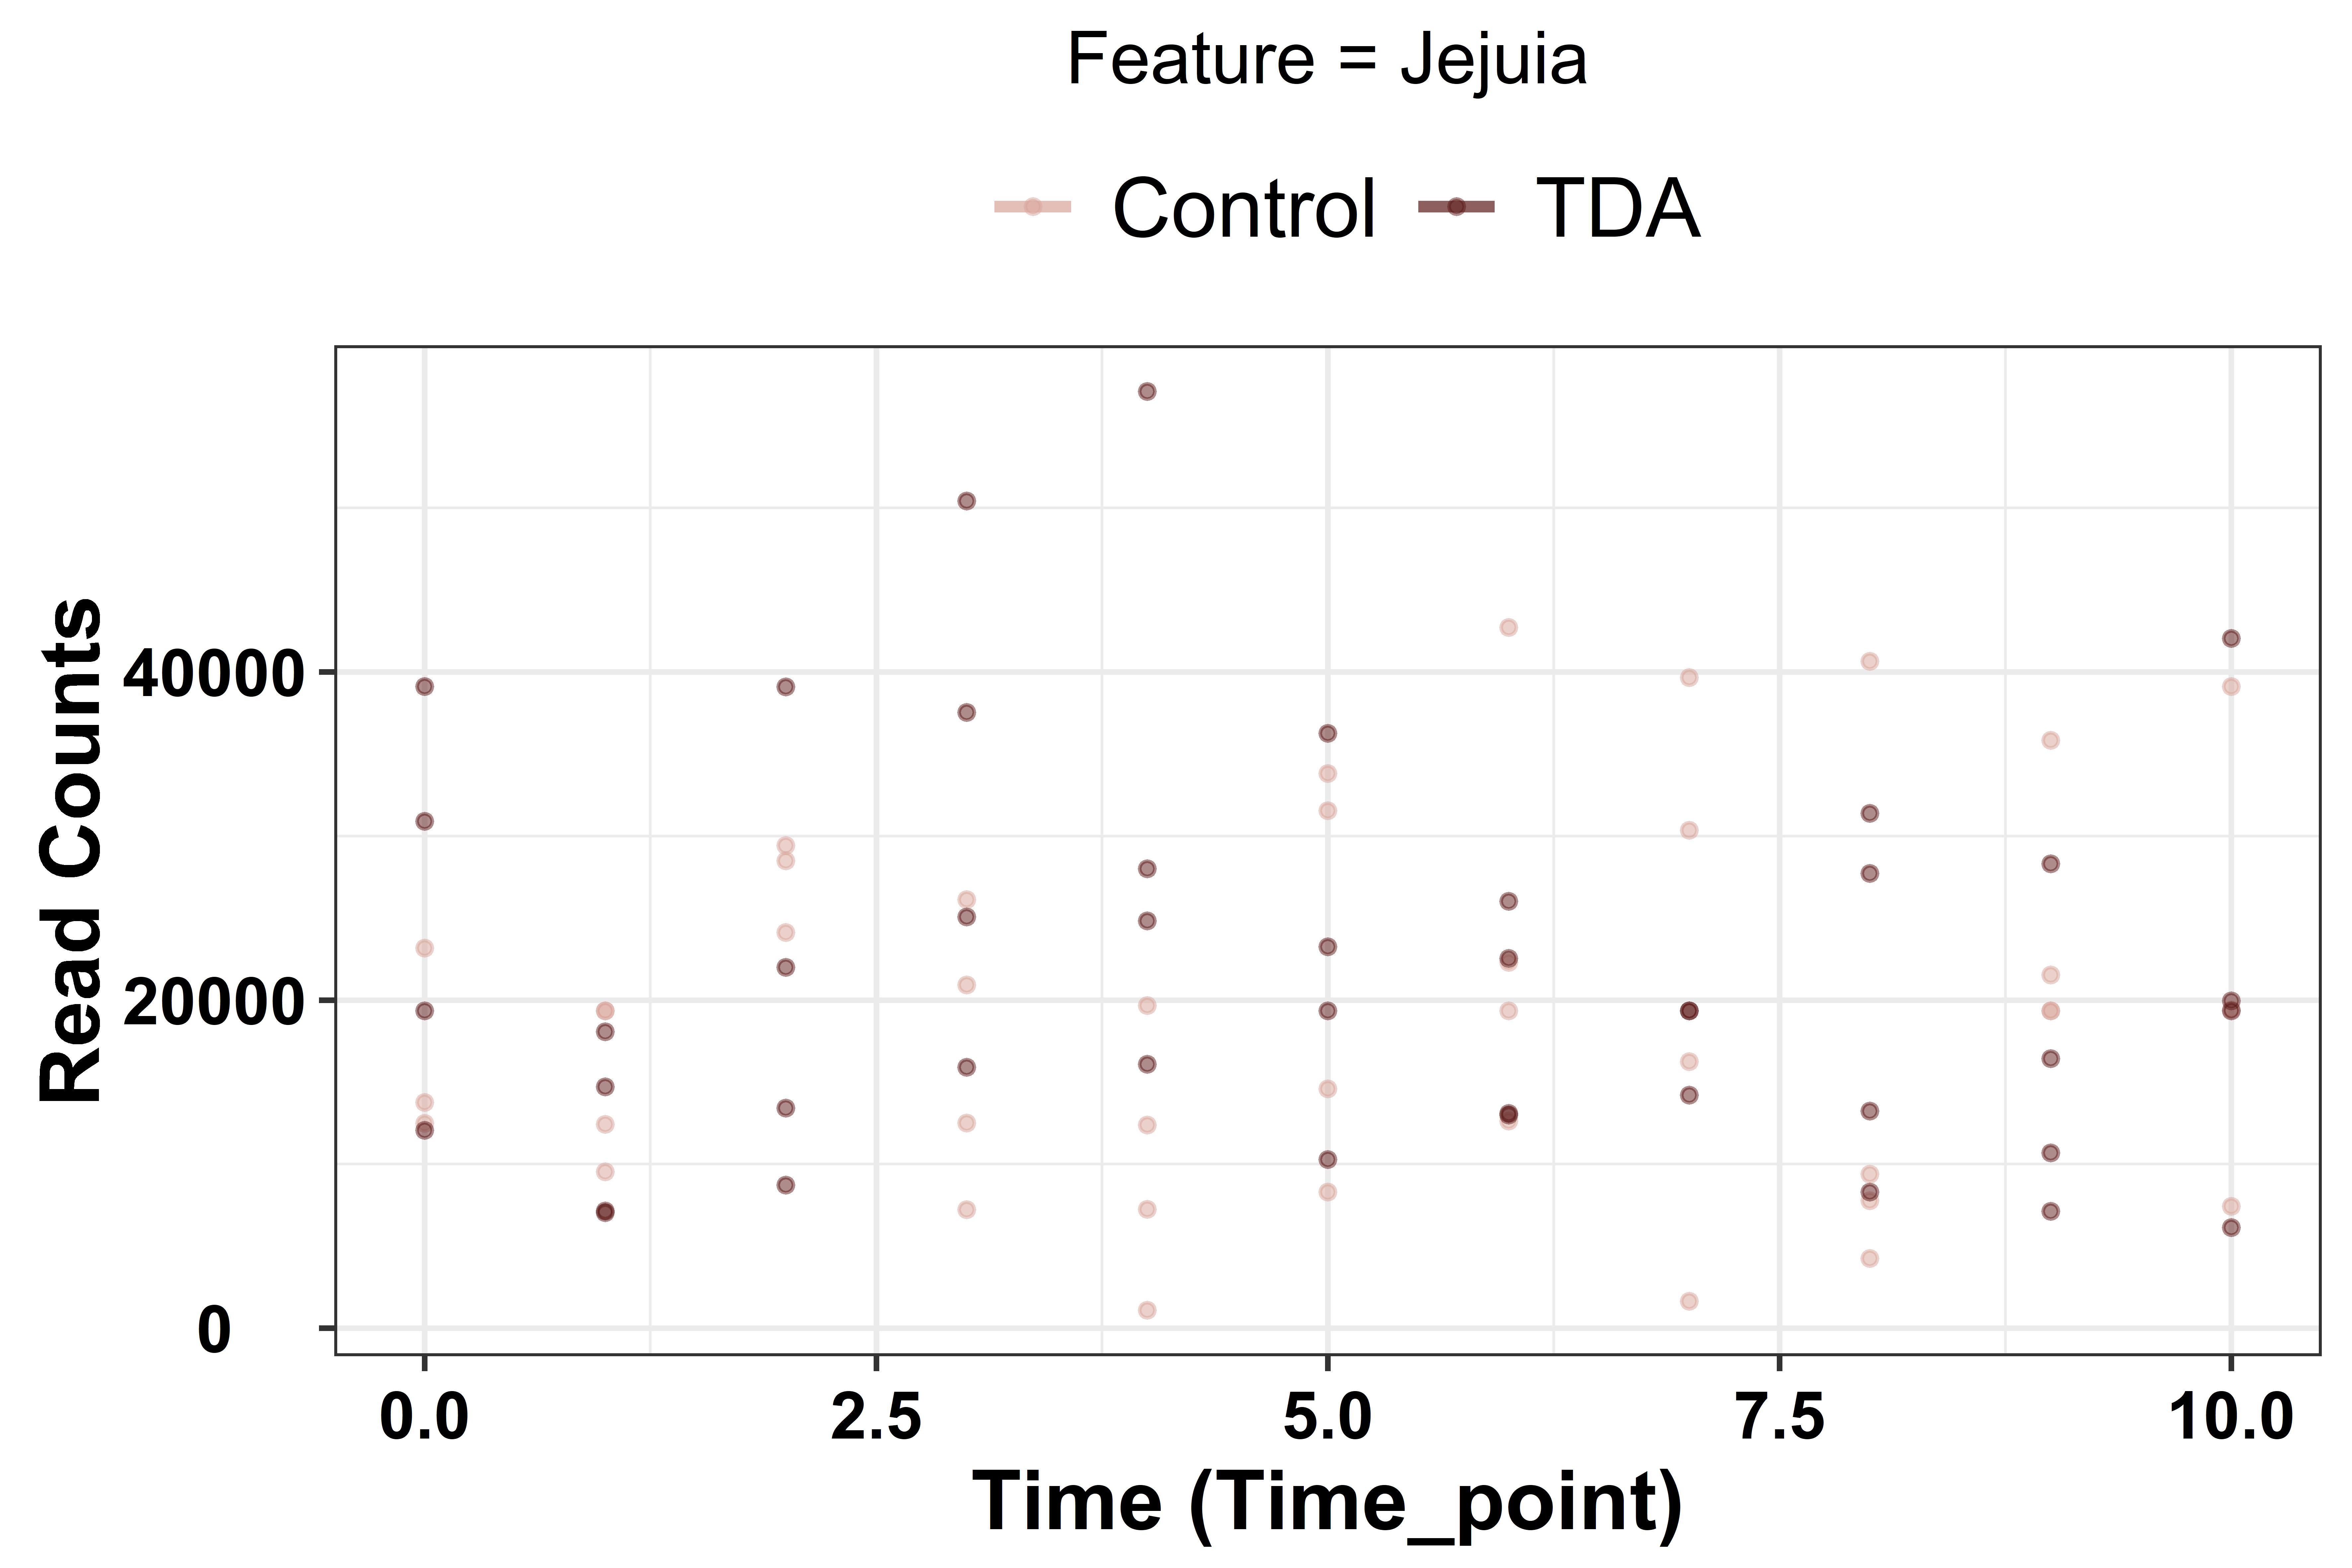 Feature = Jejuia
Control TDA
Read Counts
40000
20000
0
0.0 2.5 5.0 7.5 10.0
Time (Time_point)